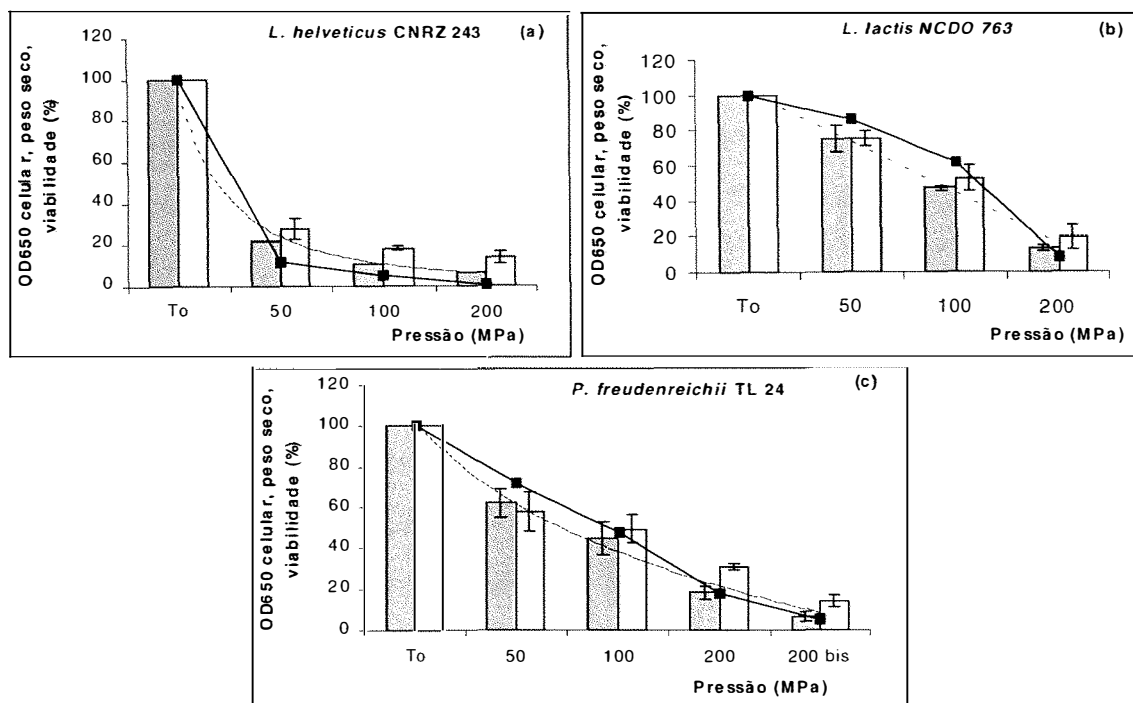 L. helveticus CNRZ 243 (a)
OD650 celular, peso seco,
viabilidade (%)
120
100
80
60
40
20
0
To 50 100 200
Pressão (MPa)
L. lactis NCDO 763 (b)
OD650 celular, peso seco,
viabilidade (%)
120
100
80
60
40
20
0
To 50 100 200
Pressão (MPa)
P. freudenreichii TL 24 (c)
OD650 celular, peso seco,
viabilidade (%)
120
100
80
60
40
20
0
To 50 100 200 200 bis
Pressão (MPa)